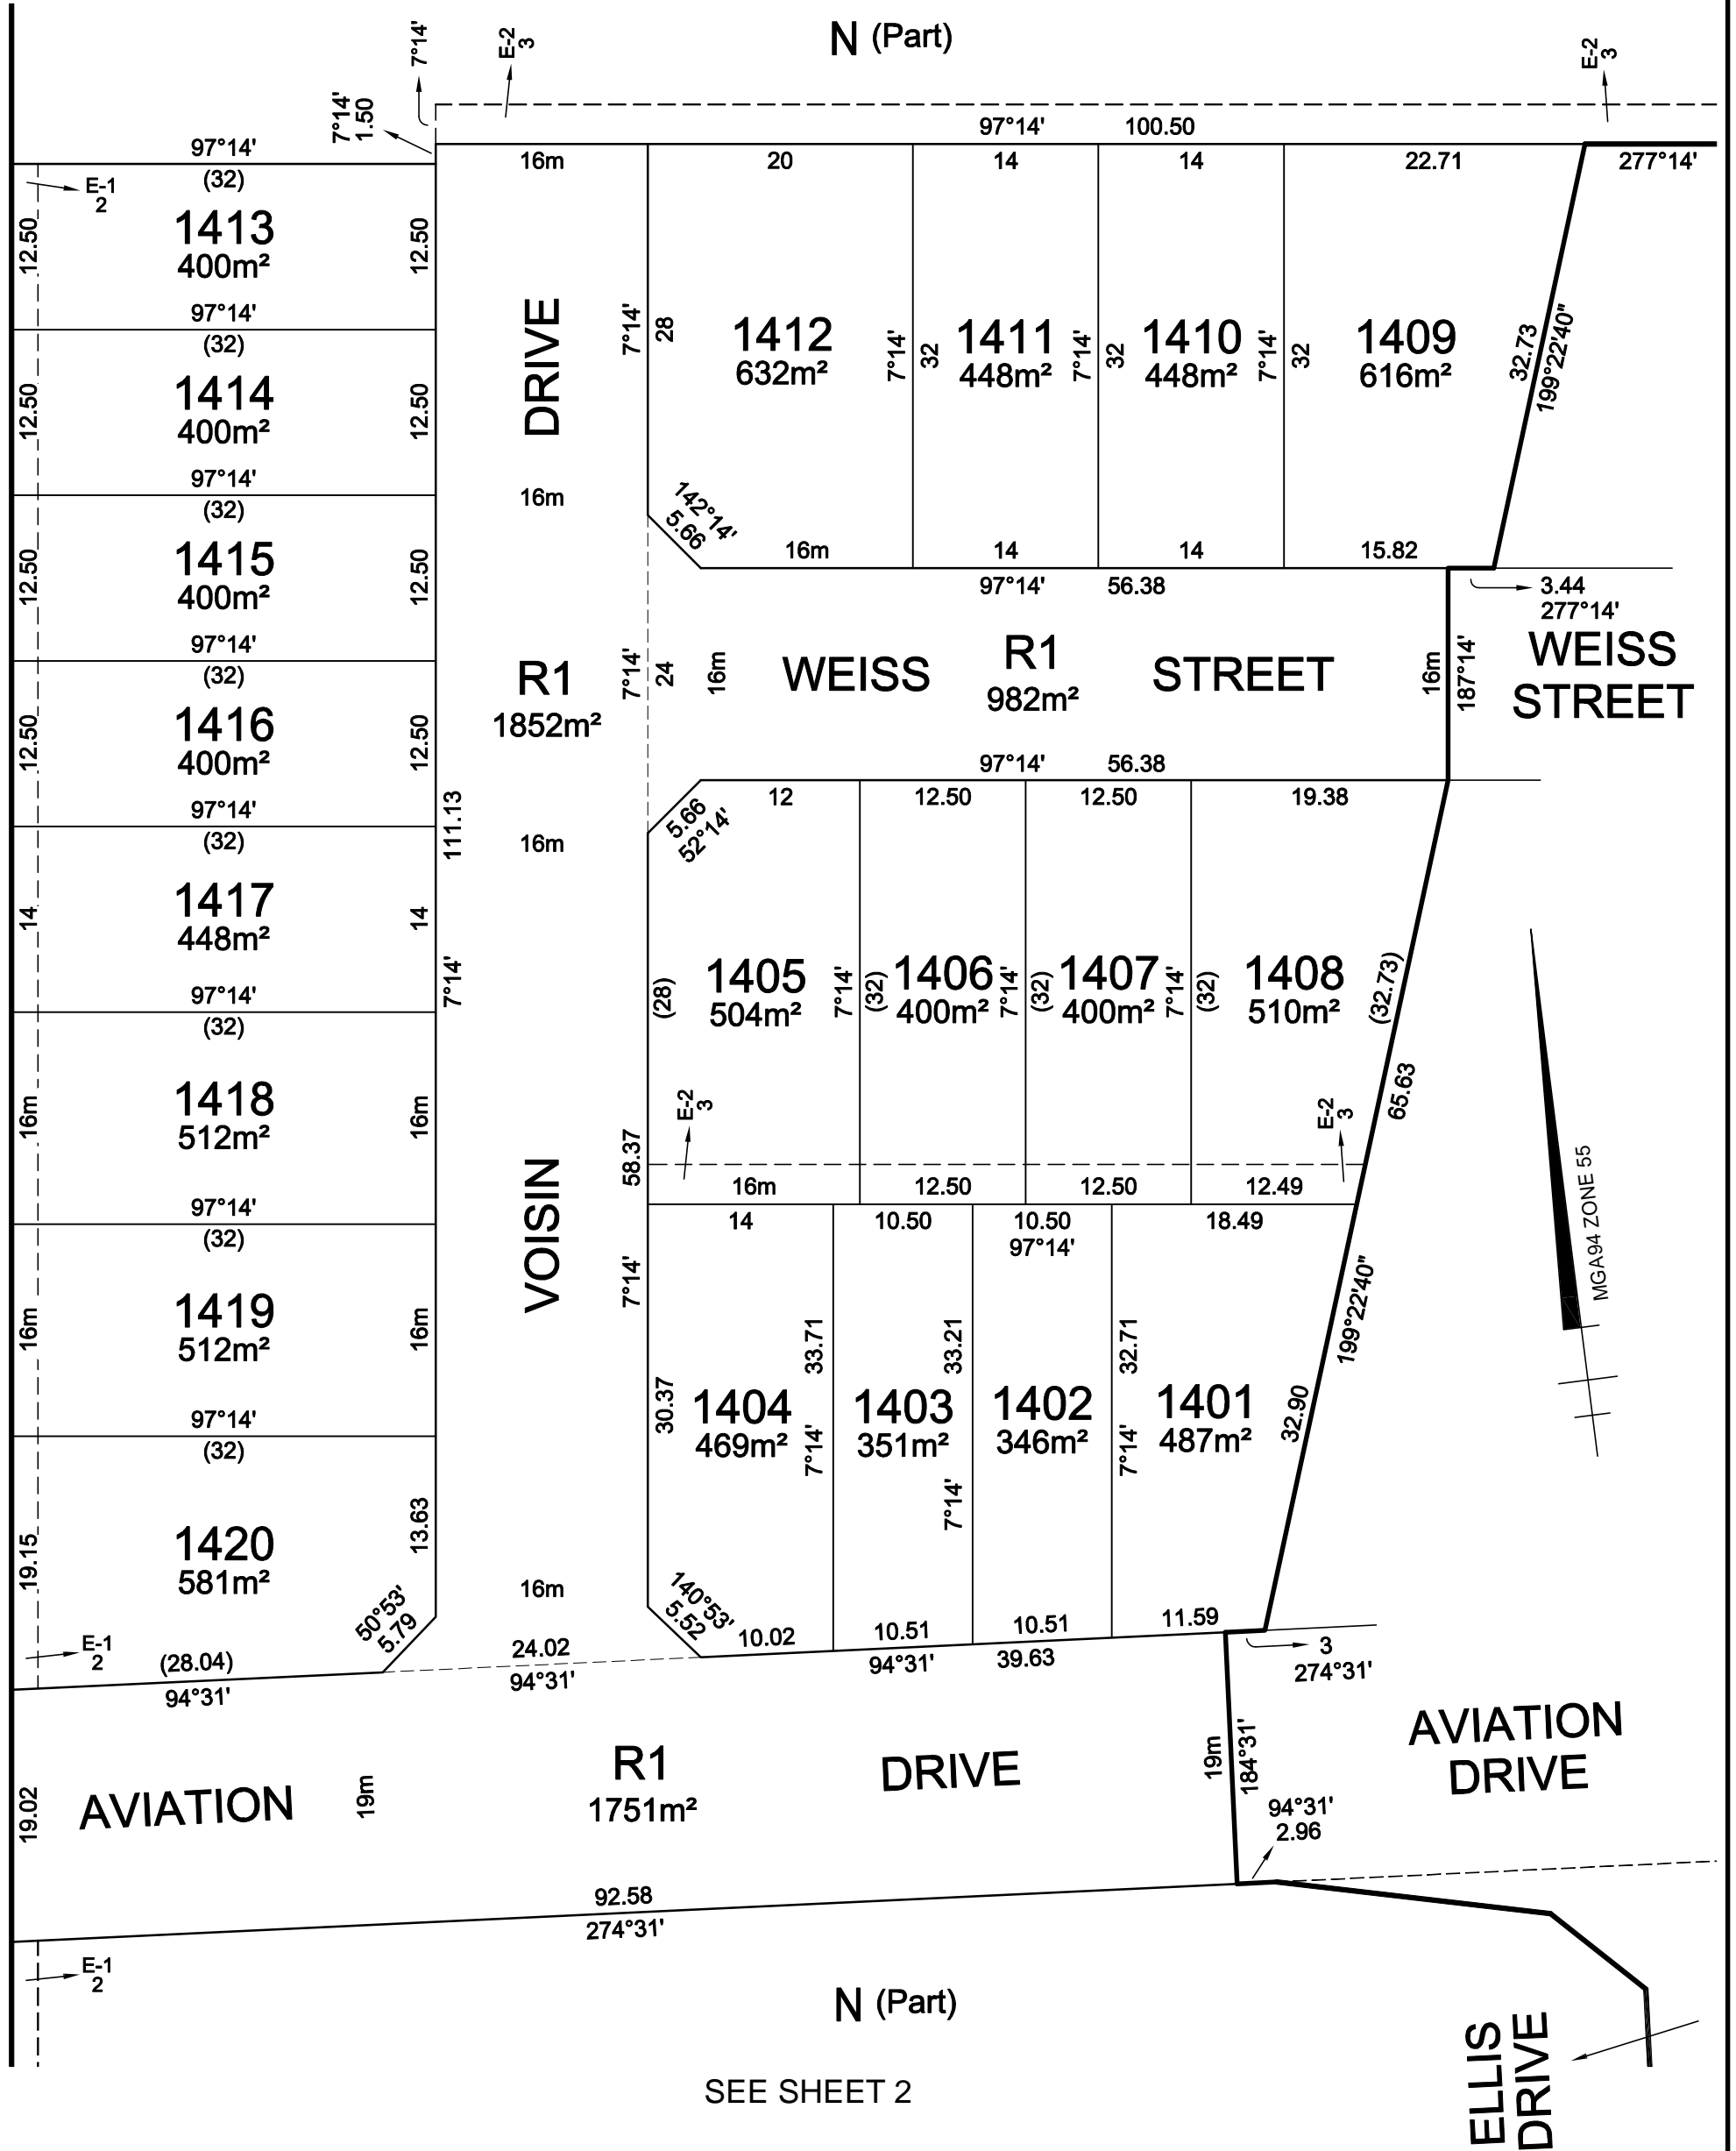 N (Part)
7°14'
E-2
3
E-2
3
7°14'
1.50
97°14' 100.50
97°14'
(32)
16m
20
14
14
22.71
277°14'
E-1
2
1413
400m²
12.50
12.50
97°14'
(32)
1414
400m²
12.50
12.50
97°14'
(32)
1415
400m²
12.50
12.50
97°14'
(32)
1416
400m²
12.50
12.50
97°14'
(32)
1417
448m²
14
14
97°14'
(32)
1418
512m²
16m
16m
97°14'
(32)
1419
512m²
16m
16m
97°14'
(32)
1420
581m²
19.15
13.63
50°53'
5.79
E-1
2
(28.04)
94°31'
111.13
7°14'
DRIVE
16m
R1
1852m²
16m
VOISIN
16m
24.02
94°31'
7°14'
28
1412
632m²
7°14'
32
1411
448m²
7°14'
32
1410
448m²
7°14'
32
1409
616m²
32.73
199°22'40"
142°14'
5.66
16m
14
14
15.82
97°14' 56.38
3.44
277°14'
7°14'
24
16m
WEISS
R1
982m²
STREET
16m
187°14'
WEISS
STREET
97°14' 56.38
5.66
52°14'
12
12.50
12.50
19.38
(28)
1405
504m²
7°14'
(32)
1406
400m²
7°14'
(32)
1407
400m²
7°14'
(32)
1408
510m²
(32.73)
65.63
58.37
E-2
3
E-2
3
16m
12.50
12.50
12.49
14
10.50
10.50
18.49
97°14'
7°14'
30.37
1404
469m²
33.71
7°14'
1403
351m²
33.21
7°14'
1402
346m²
32.71
7°14'
1401
487m²
32.90
199°22'40"
MGA94 ZONE 55
140°53'
5.52
10.02
10.51
10.51
11.59
94°31' 39.63
3
274°31'
19.02
AVIATION
19m
R1
1751m²
DRIVE
19m
184°31'
94°31'
2.96
AVIATION
DRIVE
92.58
274°31'
E-1
2
N (Part)
ELLIS
DRIVE
SEE SHEET 2